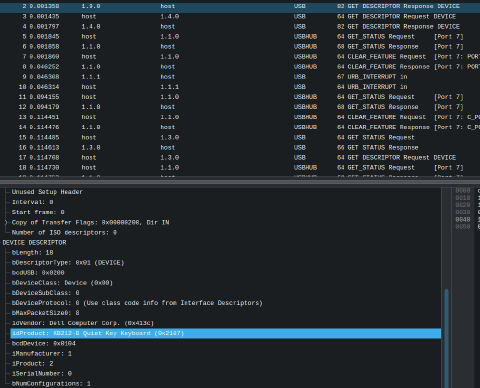 2 0.001358 1.9.0 host USB 82 GET DESCRIPTOR Response DEVICE
3 0.001435 host 1.4.0 USB 64 GET DESCRIPTOR Request DEVICE
4 0.001797 1.4.0 host USB 82 GET DESCRIPTOR Response DEVICE
5 0.001845 host 1.1.0 USBHUB 64 GET_STATUS Request [Port 7]
6 0.001858 1.1.0 host USBHUB 68 GET_STATUS Response [Port 7]
7 0.001869 host 1.1.0 USBHUB 64 CLEAR_FEATURE Request [Port 7: PORT
8 0.046252 1.1.0 host USBHUB 64 CLEAR_FEATURE Response [Port 7: PORT
9 0.046308 1.1.1 host USB 67 URB_INTERRUPT in
10 0.046314 host 1.1.1 USB 64 URB_INTERRUPT in
11 0.094155 host 1.1.0 USBHUB 64 GET_STATUS Request [Port 7]
12 0.094179 1.1.0 host USBHUB 68 GET_STATUS Response [Port 7]
13 0.114451 host 1.1.0 USBHUB 64 CLEAR_FEATURE Request [Port 7: C_PO
14 0.114476 1.1.0 host USBHUB 64 CLEAR_FEATURE Response [Port 7: C_PO
15 0.114485 host 1.3.0 USB 64 GET STATUS Request
16 0.114613 1.3.0 host USB 66 GET STATUS Response
17 0.114708 host 1.3.0 USB 64 GET DESCRIPTOR Request DEVICE
18 0.114739 host 1.1.0 USBHUB 64 GET_STATUS Request [Port 7]
Unused Setup Header
Interval: 0
Start frame: 0
Copy of Transfer Flags: 0x00000200, Dir IN
Number of ISO descriptors: 0
DEVICE DESCRIPTOR
bLength: 18
bDescriptorType: 0x01 (DEVICE)
bcdUSB: 0x0200
bDeviceClass: Device (0x00)
bDeviceSubClass: 0
bDeviceProtocol: 0 (Use class code info from Interface Descriptors)
bMaxPacketSize0: 8
idVendor: Dell Computer Corp. (0x413c)
idProduct: KB212-B Quiet Key Keyboard (0x2107)
bcdDevice: 0x0104
iManufacturer: 1
iProduct: 2
iSerialNumber: 0
bNumConfigurations: 1
0000
0010
0020
0030
0040
0050